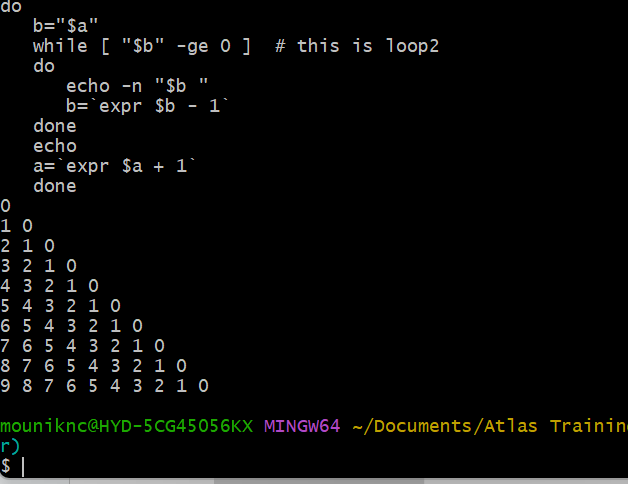 do
   b="$a"
   while [ "$b" -ge 0 ]  # this is loop2
   do
      echo -n "$b "
      b=`expr $b - 1`
   done
   echo
   a=`expr $a + 1`
   done
0
1 0
2 1 0
3 2 1 0
4 3 2 1 0
5 4 3 2 1 0
6 5 4 3 2 1 0
7 6 5 4 3 2 1 0
8 7 6 5 4 3 2 1 0
9 8 7 6 5 4 3 2 1 0
mouniknc@HYD-5CG45056KX MINGW64 ~/Documents/Atlas Trainin
r)
$